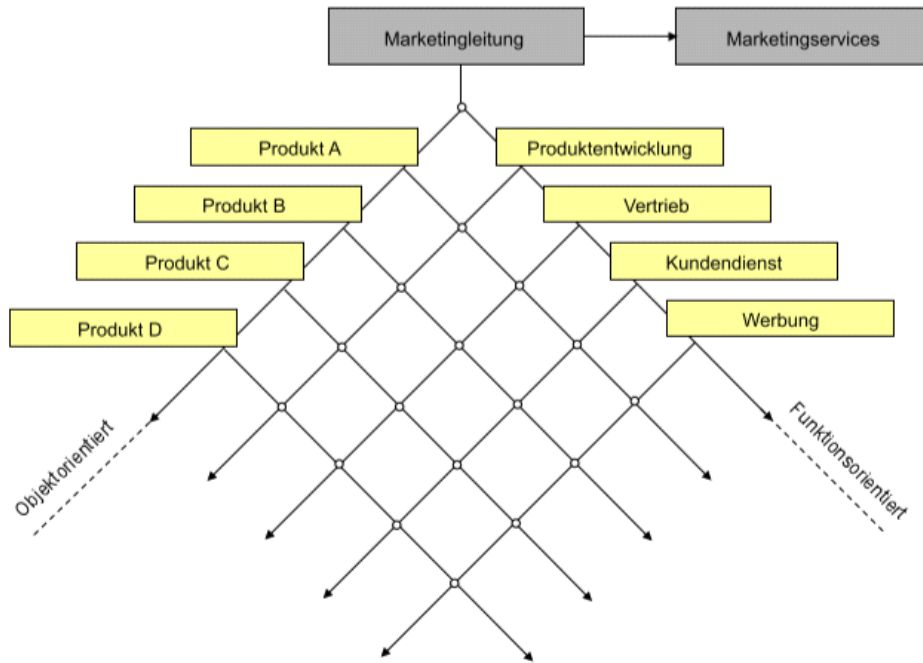 Marketingleitung
Marketingservices
Produkt A
Produktentwicklung
Produkt B
Vertrieb
Produkt C
Kundendienst
Produkt D
Werbung
Objektorientiert
Funktionsorientiert